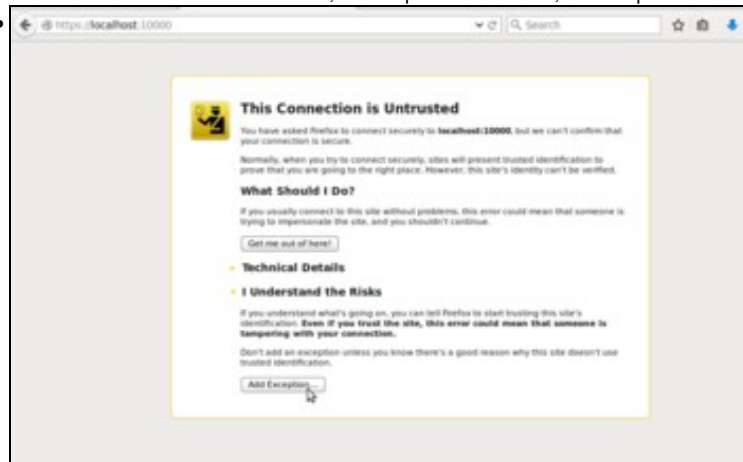 https://localhost:10000
Search
This Connection is Untrusted
You have asked Firefox to connect securely to localhost:10000, but we can't confirm that
your connection is secure.
Normally, when you try to connect securely, sites will present trusted identification to
prove that you are going to the right place. However, this site's identity can't be verified.
What Should I Do?
If you usually connect to this site without problems, this error could mean that someone is
trying to impersonate the site, and you shouldn't continue.
Get me out of here!
Technical Details
I Understand the Risks
If you understand what's going on, you can tell Firefox to start trusting this site's
identification. Even if you trust the site, this error could mean that someone is
tampering with your connection.
Don't add an exception unless you know there's a good reason why this site doesn't use
trusted identification.
Add Exception...